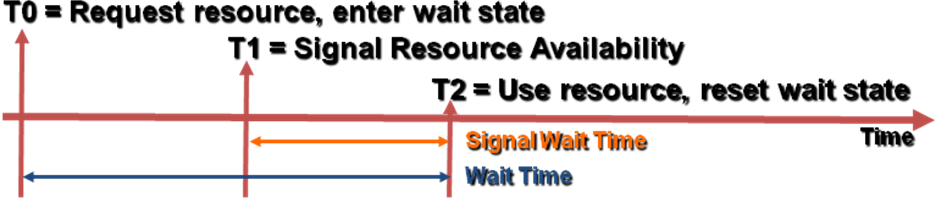 T0 = Request resource, enter wait state
T1 = Signal Resource Availability
T2 = Use resource, reset wait state
Time
Signal Wait Time
Wait Time